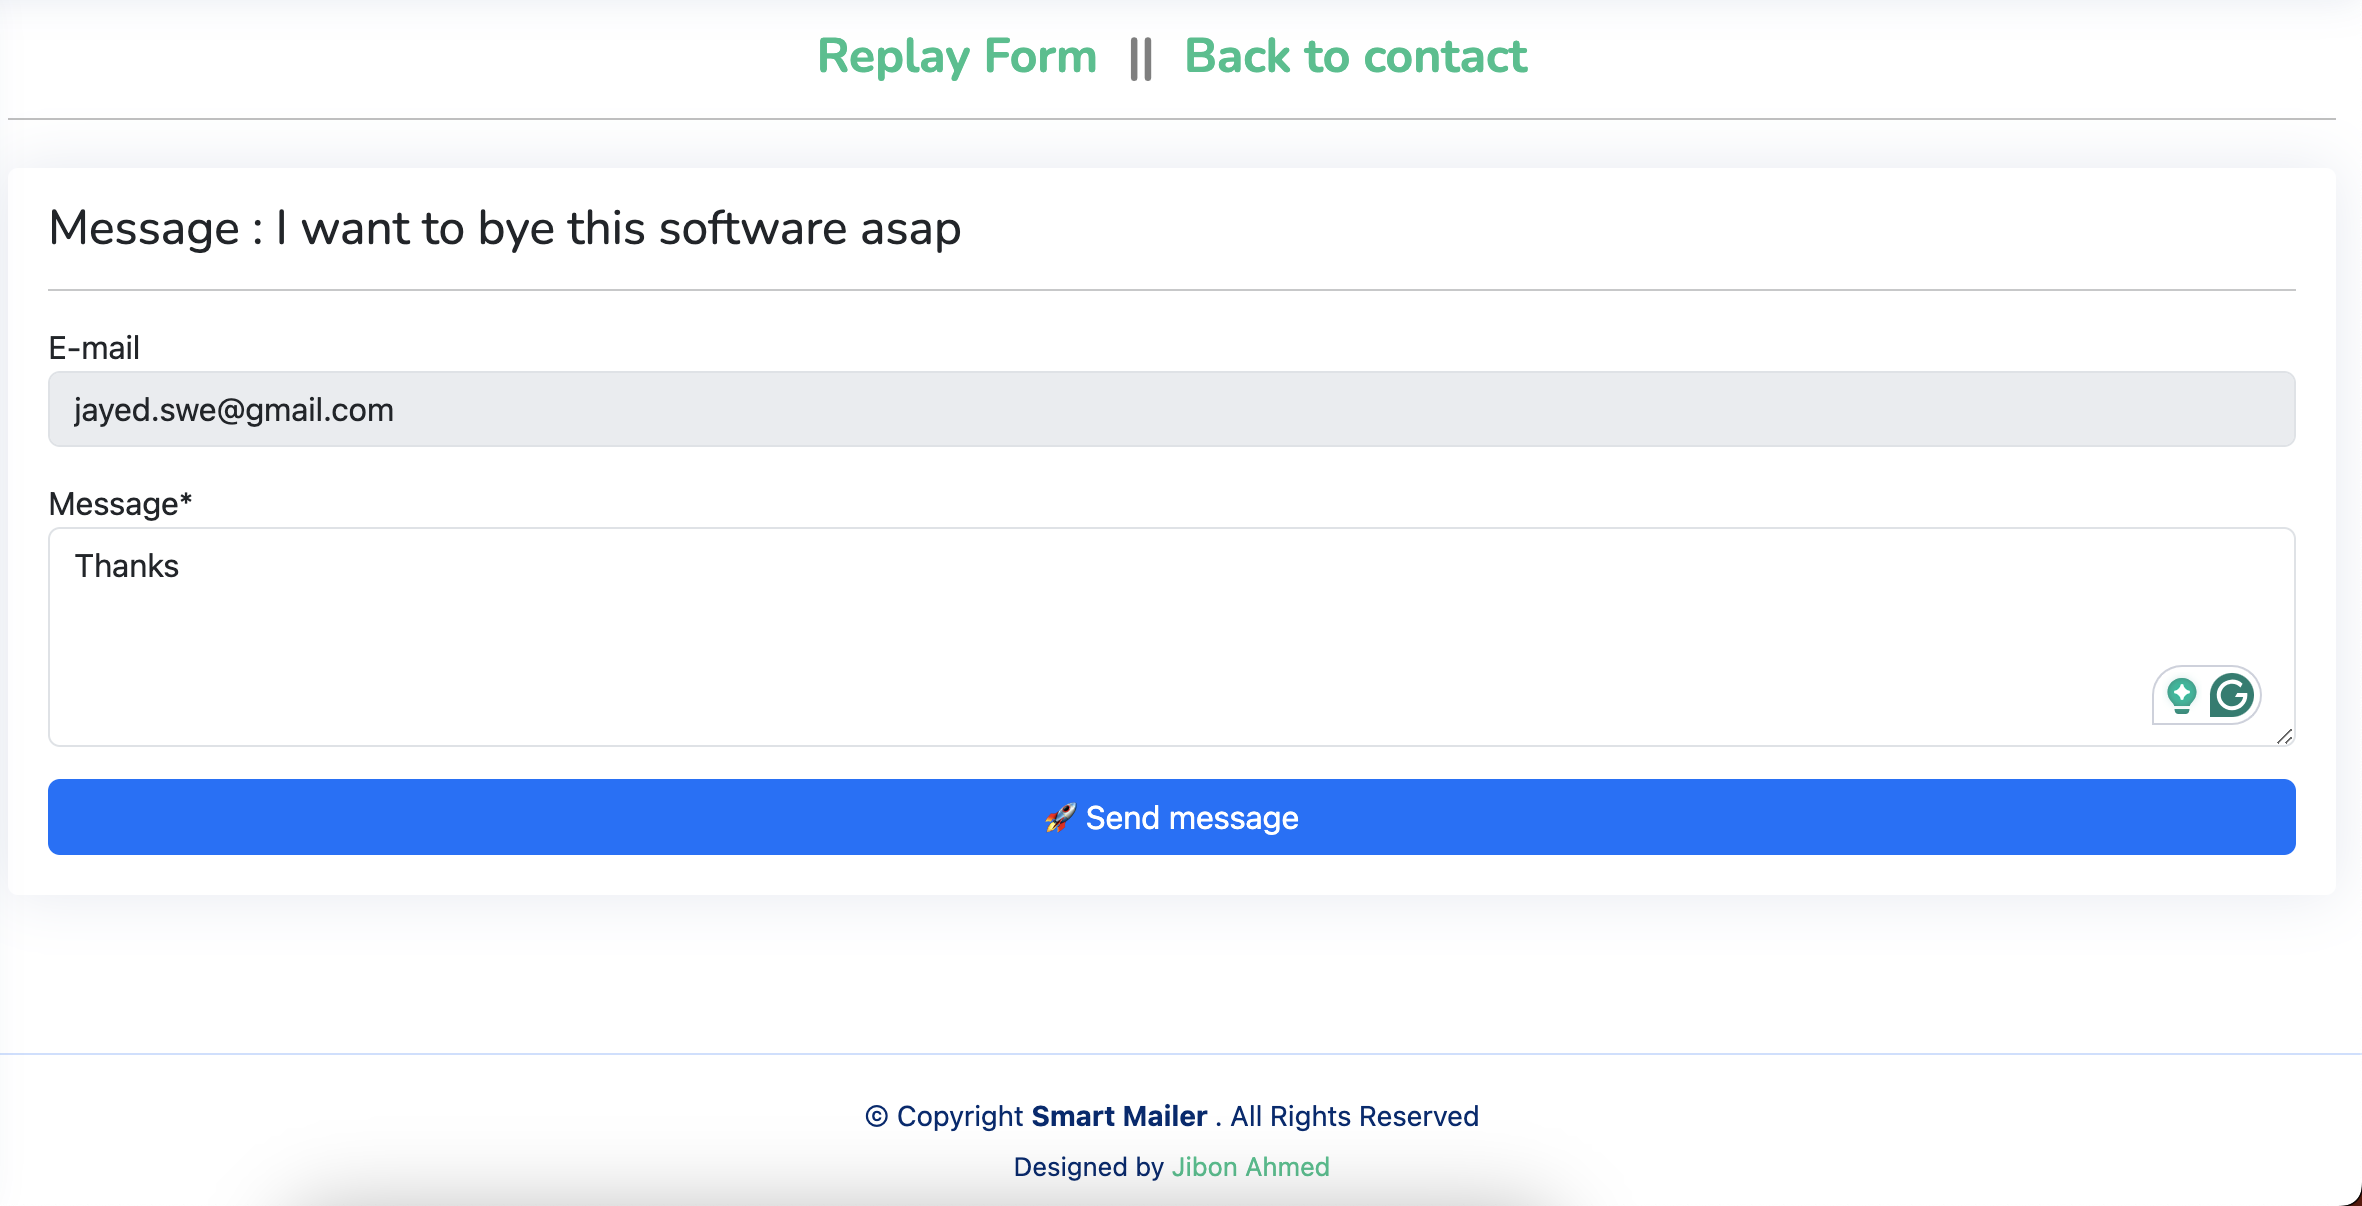 Replay Form || Back to contact
Message : I want to bye this software asap
E-mail
jayed.swe@gmail.com
Message*
Thanks
🚀 Send message
© Copyright Smart Mailer . All Rights Reserved
Designed by Jibon Ahmed